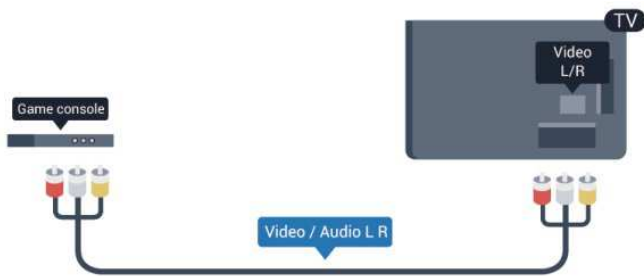 TV
Video
L/R
Game console
Video / Audio L R